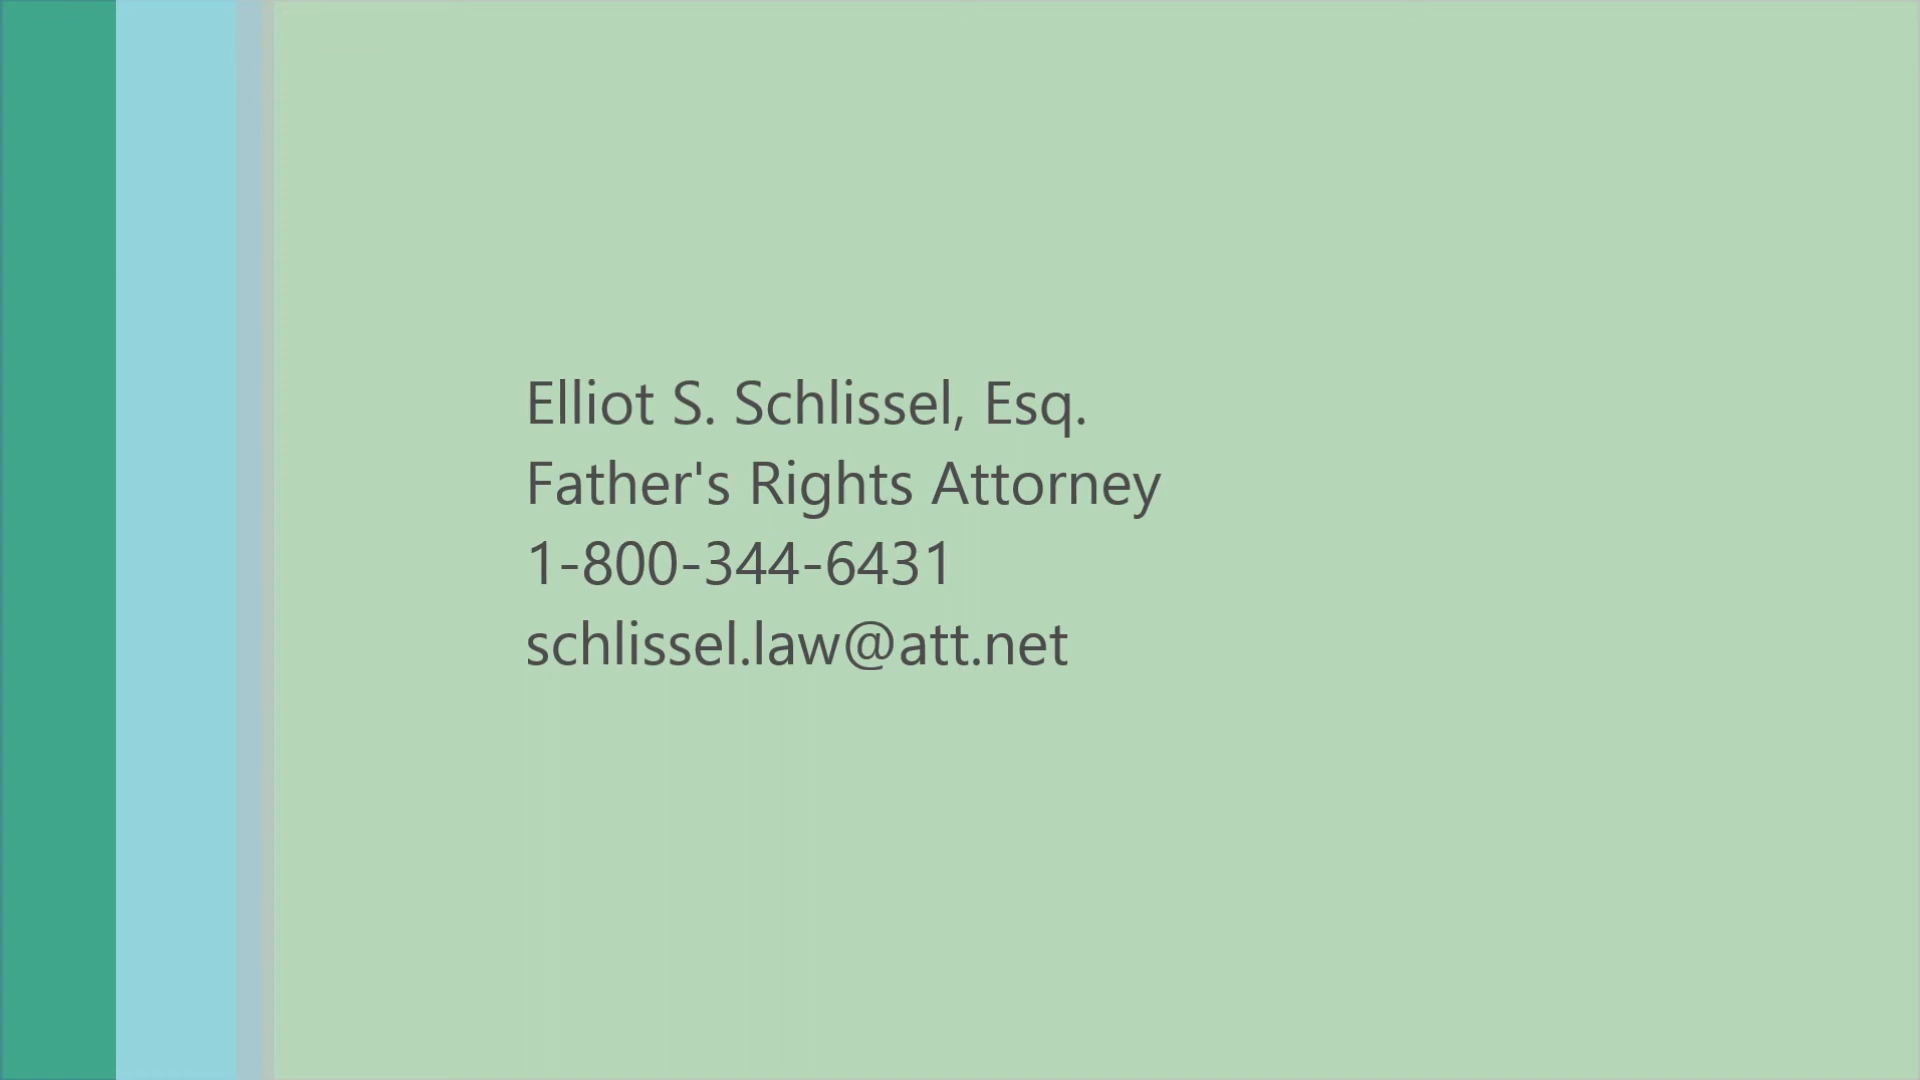 Elliot S. Schlissel, Esq.
Father's Rights Attorney
1-800-344-6431
schlissel.law@att.net